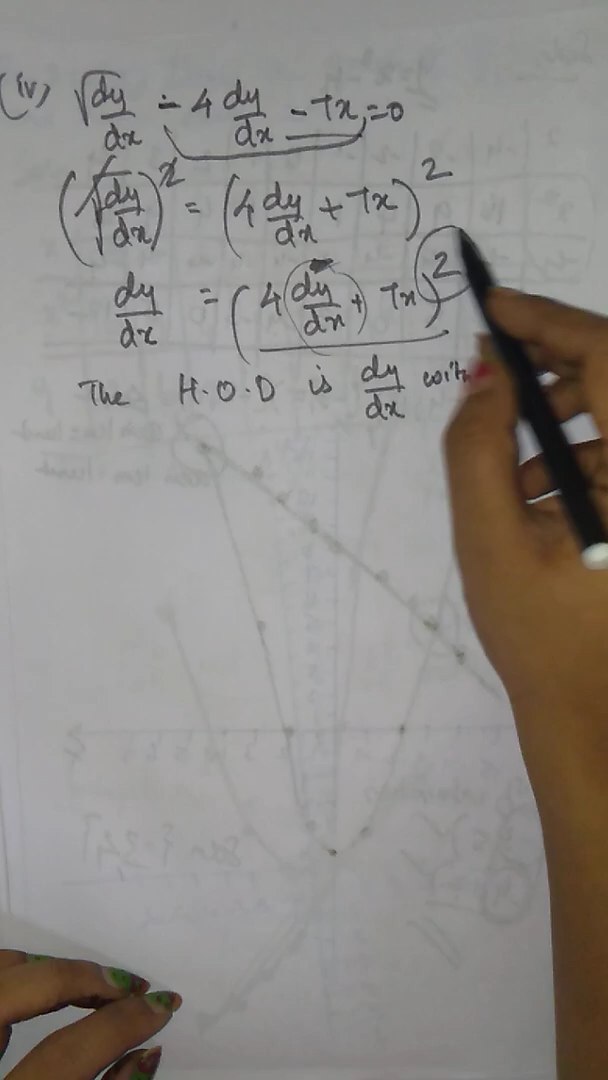 (iv) √dy/dx - 4 dy/dx - 7x = 0
(√dy/dx)² = (4 dy/dx + 7x)²
dy/dx = (4 dy/dx + 7x)²
The H.O.D is dy/dx with